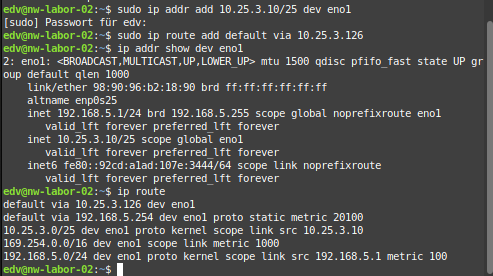 edv@nw-labor-02:~$ sudo ip addr add 10.25.3.10/25 dev eno1
[sudo] Passwort für edv:
edv@nw-labor-02:~$ sudo ip route add default via 10.25.3.126
edv@nw-labor-02:~$ ip addr show dev eno1
2: eno1: <BROADCAST,MULTICAST,UP,LOWER_UP> mtu 1500 qdisc pfifo_fast state UP gr
oup default qlen 1000
link/ether 98:90:96:b2:18:90 brd ff:ff:ff:ff:ff:ff
altname enp0s25
inet 192.168.5.1/24 brd 192.168.5.255 scope global noprefixroute eno1
valid_lft forever preferred_lft forever
inet 10.25.3.10/25 scope global eno1
valid_lft forever preferred_lft forever
inet6 fe80::92cd:a1ad:107e:3444/64 scope link noprefixroute
valid_lft forever preferred_lft forever
edv@nw-labor-02:~$ ip route
default via 10.25.3.126 dev eno1
default via 192.168.5.254 dev eno1 proto static metric 20100
10.25.3.0/25 dev eno1 proto kernel scope link src 10.25.3.10
169.254.0.0/16 dev eno1 scope link metric 1000
192.168.5.0/24 dev eno1 proto kernel scope link src 192.168.5.1 metric 100
edv@nw-labor-02:~$